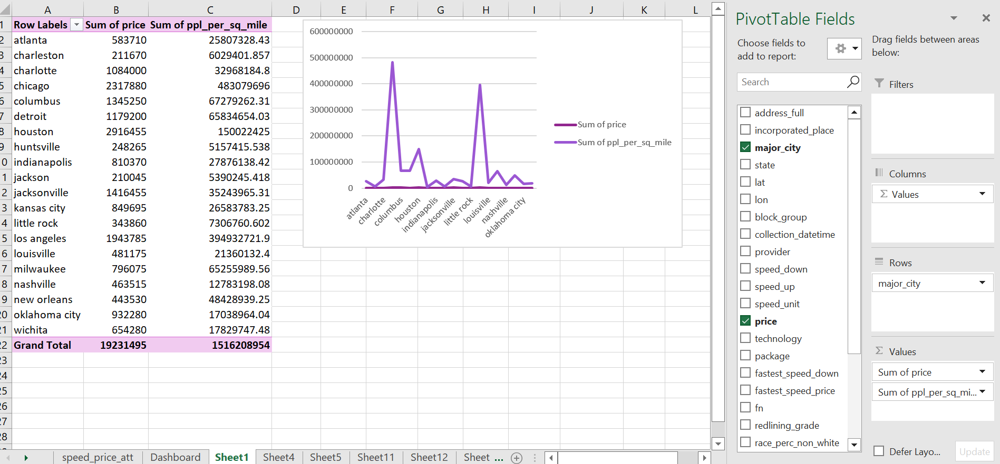 A B C D E F G H I J K L
1 Row Labels Sum of price Sum of ppl_per_sq_mile
2 atlanta 583710 25807328.43
3 charleston 211670 6029401.857
4 charlotte 1084000 32968184.8
5 chicago 2317880 483079696
6 columbus 1345250 67279262.31
7 detroit 1179200 65834654.03
8 houston 2916455 150022425
9 huntsville 248265 5157415.538
0 indianapolis 810370 27876138.42
1 jackson 210045 5390245.418
2 jacksonville 1416455 35243965.31
3 kansas city 849695 26583783.25
4 little rock 343860 7306760.602
5 los angeles 1943785 394932721.9
6 louisville 481175 21360132.4
7 milwaukee 796075 65255989.56
8 nashville 463515 12783198.08
9 new orleans 443530 48428939.25
20 oklahoma city 932280 17038964.04
21 wichita 654280 17829747.48
22 Grand Total 19231495 1516208954
23
24
25
26
27
28
600000000
500000000
400000000
300000000
200000000
100000000
0
atlanta
charlotte
columbus
houston
indianapolis
jacksonville
little rock
louisville
nashville
oklahoma city
Sum of price
Sum of ppl_per_sq_mile
speed_price_att Dashboard Sheet1 Sheet4 Sheet5 Sheet11 Sheet12 Sheet ...
PivotTable Fields
Choose fields to
add to report:
Search
address_full
incorporated_place
major_city
state
lat
lon
block_group
collection_datetime
provider
speed_down
speed_up
speed_unit
price
technology
package
fastest_speed_down
fastest_speed_price
fn
redlining_grade
race_perc_non_white
Drag fields between areas
below:
Filters
Columns
Σ Values
Rows
major_city
Σ Values
Sum of price
Sum of ppl_per_sq_mi...
Defer Layo...
Update